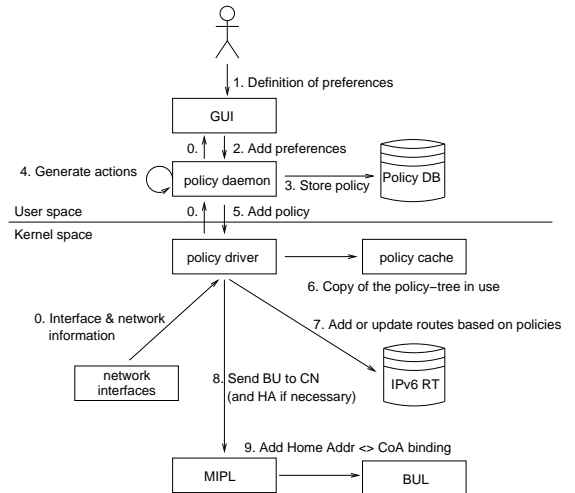 1. Definition of preferences
GUI
0.
2. Add preferences
4. Generate actions
policy daemon
3. Store policy
Policy DB
User space
0.
5. Add policy
Kernel space
policy driver
policy cache
6. Copy of the policy−tree in use
0. Interface & network
information
7. Add or update routes based on policies
network
interfaces
8. Send BU to CN
(and HA if necessary)
IPv6 RT
9. Add Home Addr <> CoA binding
MIPL
BUL